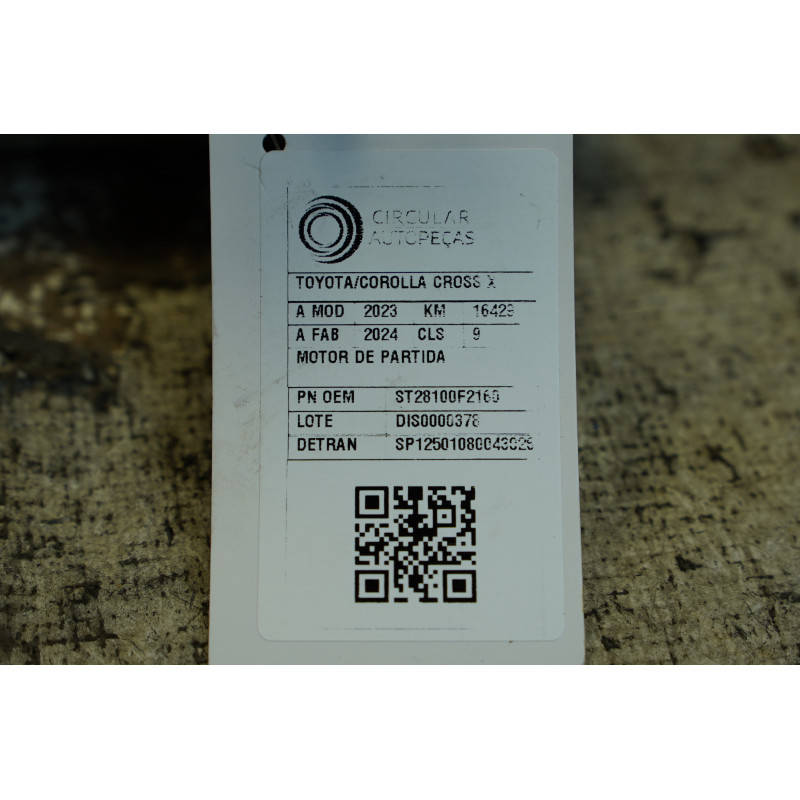 CIRCULAR
AUTOPEÇAS
TOYOTA/COROLLA CROSS X
A MOD 2023 KM 16429
A FAB 2024 CLS 9
MOTOR DE PARTIDA
PN OEM ST28100F2160
LOTE DIS0000378
DETRAN